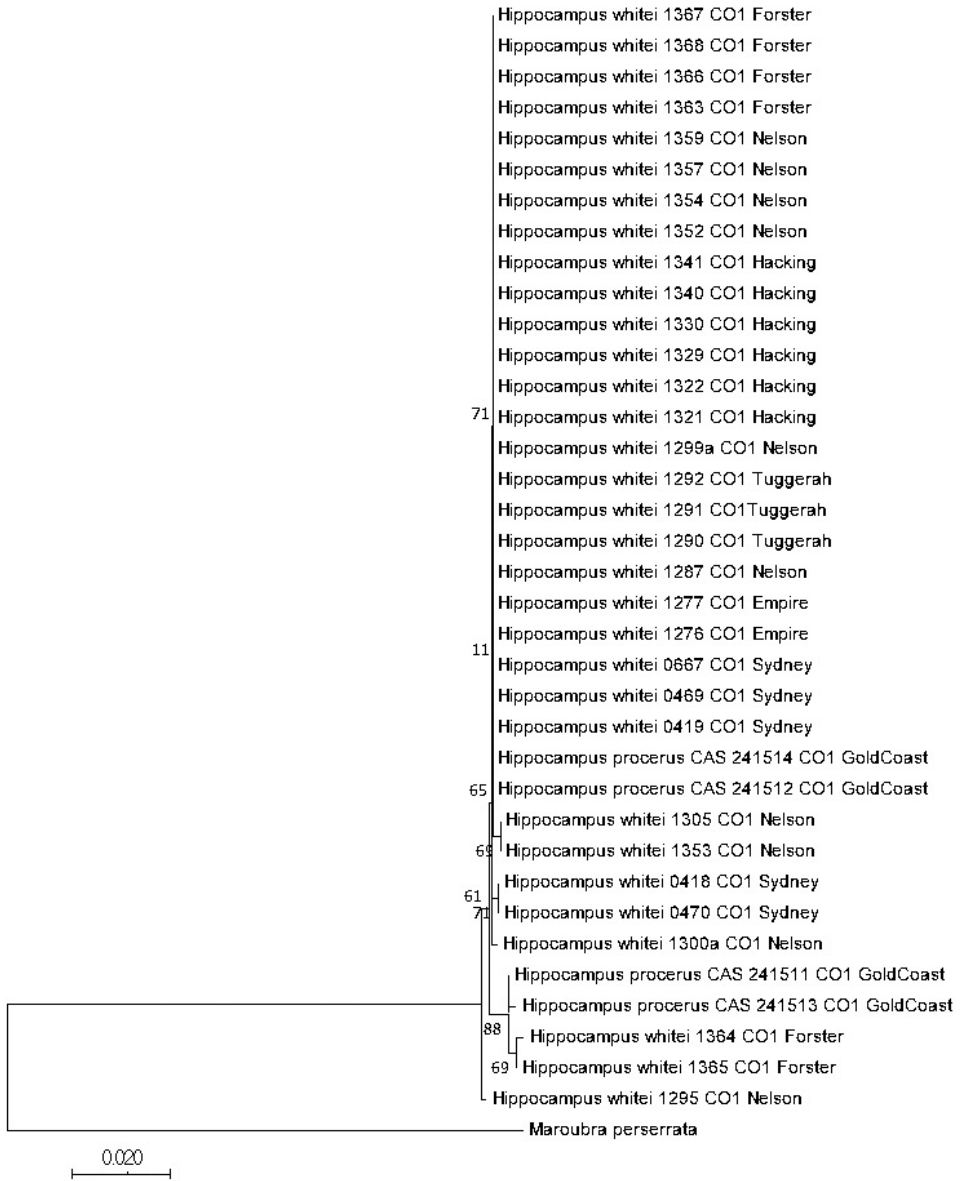 Hippocampus whitei 1367 CO1 Forster
Hippocampus whitei 1368 CO1 Forster
Hippocampus whitei 1366 CO1 Forster
Hippocampus whitei 1363 CO1 Forster
Hippocampus whitei 1359 CO1 Nelson
Hippocampus whitei 1357 CO1 Nelson
Hippocampus whitei 1354 CO1 Nelson
Hippocampus whitei 1352 CO1 Nelson
Hippocampus whitei 1341 CO1 Hacking
Hippocampus whitei 1340 CO1 Hacking
Hippocampus whitei 1330 CO1 Hacking
Hippocampus whitei 1329 CO1 Hacking
Hippocampus whitei 1322 CO1 Hacking
71 Hippocampus whitei 1321 CO1 Hacking
Hippocampus whitei 1299a CO1 Nelson
Hippocampus whitei 1292 CO1 Tuggerah
Hippocampus whitei 1291 CO1Tuggerah
Hippocampus whitei 1290 CO1 Tuggerah
Hippocampus whitei 1287 CO1 Nelson
Hippocampus whitei 1277 CO1 Empire
Hippocampus whitei 1276 CO1 Empire
11
Hippocampus whitei 0667 CO1 Sydney
Hippocampus whitei 0469 CO1 Sydney
Hippocampus whitei 0419 CO1 Sydney
Hippocampus procerus CAS 241514 CO1 GoldCoast
65 Hippocampus procerus CAS 241512 CO1 GoldCoast
Hippocampus whitei 1305 CO1 Nelson
69 Hippocampus whitei 1353 CO1 Nelson
Hippocampus whitei 0418 CO1 Sydney
61
71 Hippocampus whitei 0470 CO1 Sydney
Hippocampus whitei 1300a CO1 Nelson
Hippocampus procerus CAS 241511 CO1 GoldCoast
Hippocampus procerus CAS 241513 CO1 GoldCoast
88
Hippocampus whitei 1364 CO1 Forster
69 Hippocampus whitei 1365 CO1 Forster
Hippocampus whitei 1295 CO1 Nelson
Maroubra perserrata
0.020